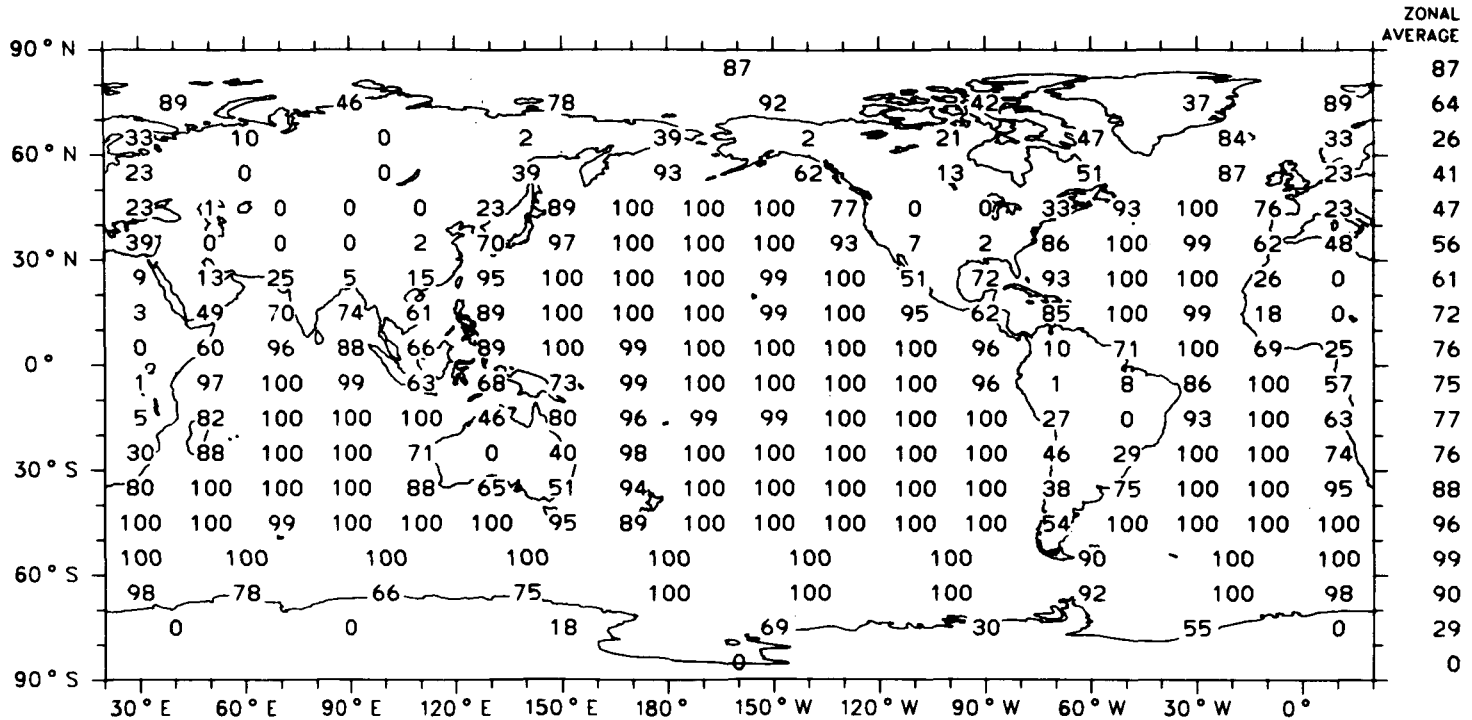 ZONAL
AVERAGE
90° N
87 87
89 46 78 92 42 37 89 64
33 10 0 2 39 2 21 47 84 33 26
60° N
23 0 0 39 93 62 13 51 87 23 41
23 1 0 0 0 23 89 100 100 100 77 0 0 33 93 100 76 23 47
39 0 0 0 2 70 97 100 100 100 93 7 2 86 100 99 62 48 56
30° N
9 13 25 5 15 95 100 100 100 99 100 51 72 93 100 100 26 0 61
3 49 70 74 61 89 100 100 100 99 100 95 62 85 100 99 18 0 72
0 60 96 88 66 89 100 99 100 100 100 100 96 10 71 100 69 25 76
0°
1 97 100 99 63 68 73 99 100 100 100 100 96 1 8 86 100 57 75
5 82 100 100 100 46 80 96 99 99 100 100 100 27 0 93 100 63 77
30 88 100 100 71 0 40 98 100 100 100 100 100 46 29 100 100 74 76
30° S
80 100 100 100 88 65 51 94 100 100 100 100 100 38 75 100 100 95 88
100 100 99 100 100 100 95 89 100 100 100 100 100 54 100 100 100 100 96
100 100 100 100 100 100 100 90 100 100 99
60° S
98 78 66 75 100 100 100 92 100 98 90
0 0 18 69 30 55 0 29
0 0
90° S
30° E 60° E 90° E 120° E 150° E 180° 150° W 120° W 90° W 60° W 30° W 0°